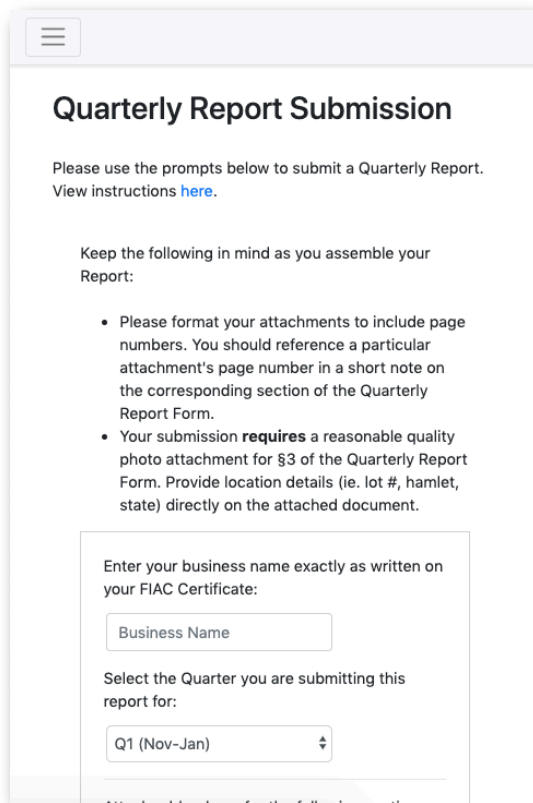 Quarterly Report Submission
Please use the prompts below to submit a Quarterly Report.
View instructions here.
Keep the following in mind as you assemble your
Report:
• Please format your attachments to include page
numbers. You should reference a particular
attachment's page number in a short note on
the corresponding section of the Quarterly
Report Form.
• Your submission requires a reasonable quality
photo attachment for §3 of the Quarterly Report
Form. Provide location details (ie. lot #, hamlet,
state) directly on the attached document.
Enter your business name exactly as written on
your FIAC Certificate:
Business Name
Select the Quarter you are submitting this
report for:
Q1 (Nov-Jan)